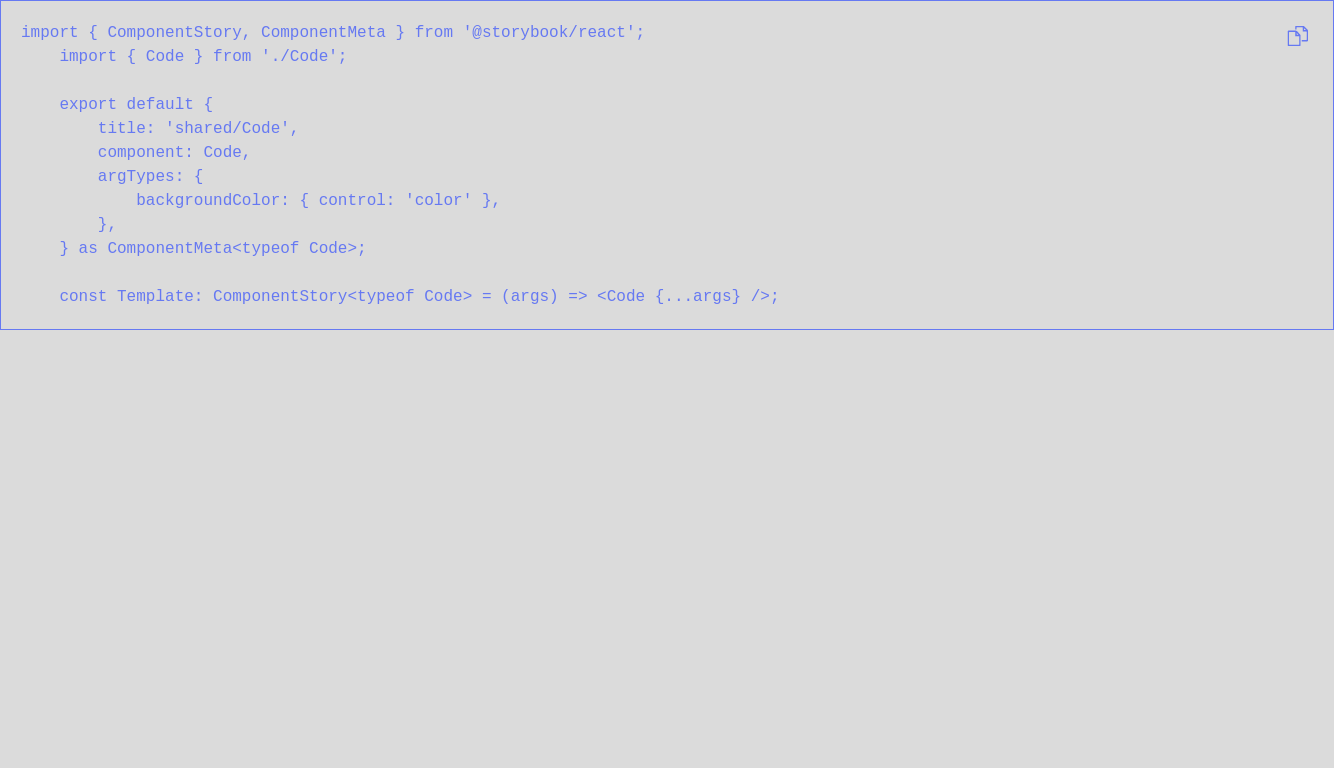 import { ComponentStory, ComponentMeta } from '@storybook/react';
    import { Code } from './Code';

    export default {
        title: 'shared/Code',
        component: Code,
        argTypes: {
            backgroundColor: { control: 'color' },
        },
    } as ComponentMeta<typeof Code>;

    const Template: ComponentStory<typeof Code> = (args) => <Code {...args} />;